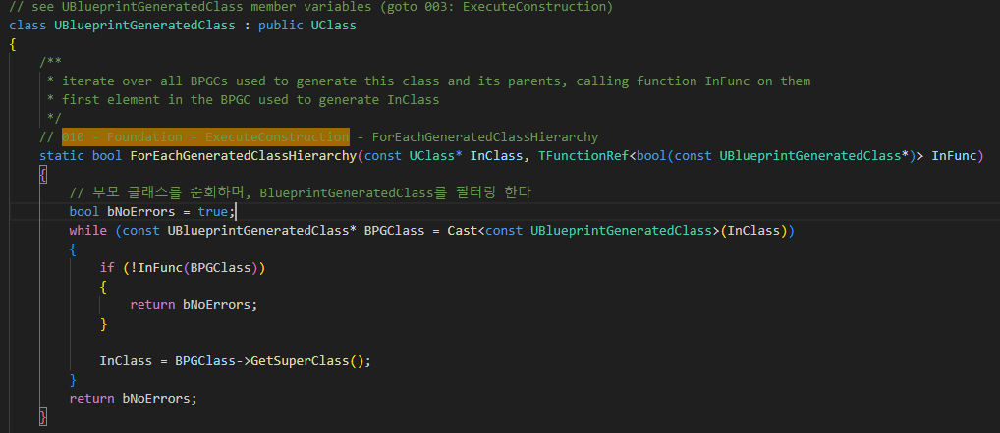 // see UBlueprintGeneratedClass member variables (goto 003: ExecuteConstruction)
class UBlueprintGeneratedClass : public UClass
{
    /**
     * iterate over all BPGCs used to generate this class and its parents, calling function InFunc on them
     * first element in the BPGC used to generate InClass
     */
    // 010 - Foundation - ExecuteConstruction - ForEachGeneratedClassHierarchy
    static bool ForEachGeneratedClassHierarchy(const UClass* InClass, TFunctionRef<bool(const UBlueprintGeneratedClass*)> InFunc)
    {
        // 부모 클래스를 순회하며, BlueprintGeneratedClass를 필터링 한다
        bool bNoErrors = true;
        while (const UBlueprintGeneratedClass* BPGClass = Cast<const UBlueprintGeneratedClass>(InClass))
        {
            if (!InFunc(BPGClass))
            {
                return bNoErrors;
            }

            InClass = BPGClass->GetSuperClass();
        }
        return bNoErrors;
    }